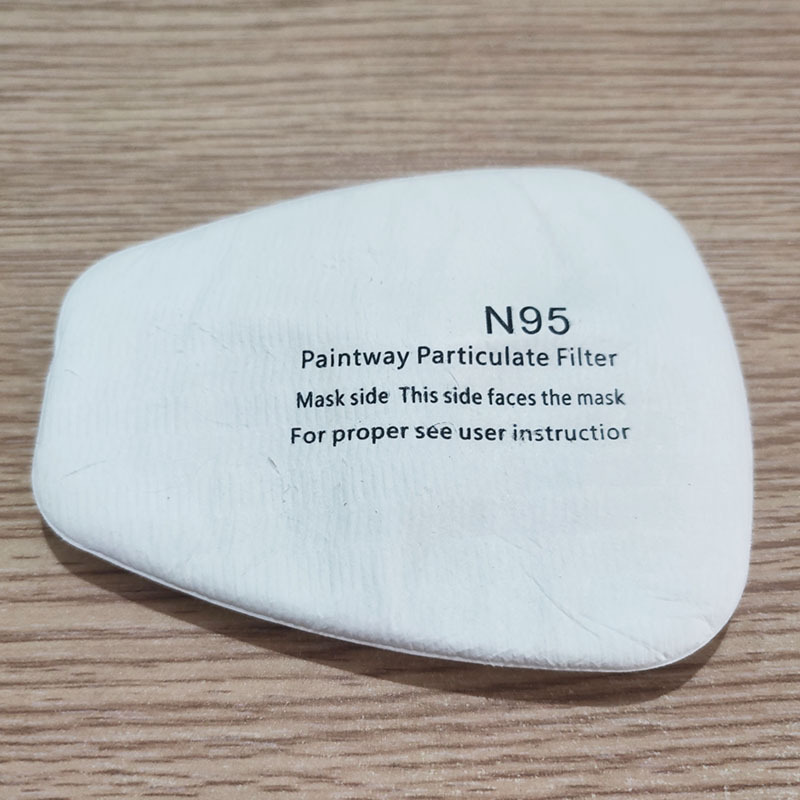 N95
Paintway Particulate Filter
Mask side This side faces the mask
For proper see user instructior